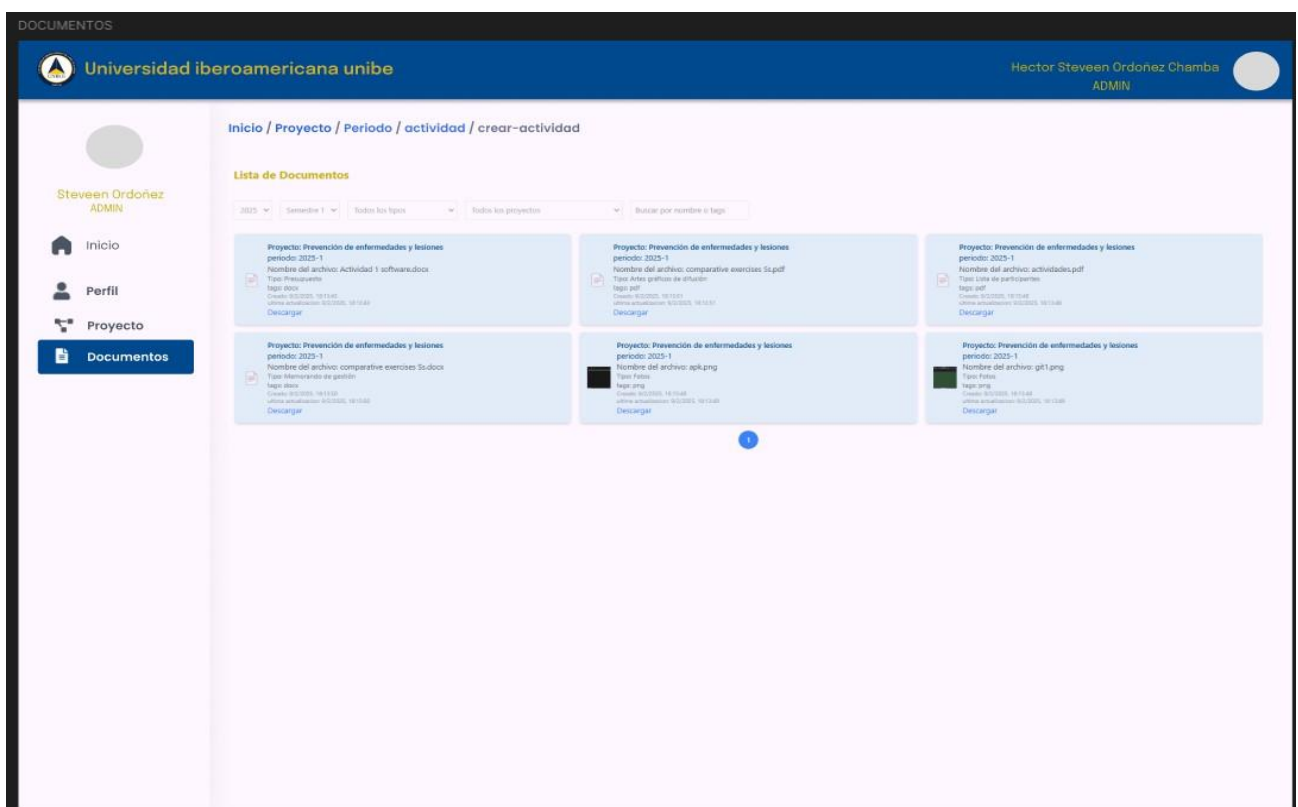 DOCUMENTOS
Universidad iberoamericana unibe
Hector Steveen Ordoñez Chamba
ADMIN
Inicio / Proyecto / Periodo / actividad / crear-actividad
Steveen Ordoñez
ADMIN
Inicio
Perfil
Proyecto
Documentos
Lista de Documentos
2025 Semestre 1 Todos los tipos Todos los proyectos Buscar por nombre o tags
Proyecto: Prevención de enfermedades y lesiones
periodo: 2025-1
Nombre del archivo: Actividad 1 software.docx
Tipo: Presupuesto
tags: docx
Descargar
Proyecto: Prevención de enfermedades y lesiones
periodo: 2025-1
Nombre del archivo: comparative exercises Ss.pdf
Tipo: Artes gráficas de difusión
tags: pdf
Descargar
Proyecto: Prevención de enfermedades y lesiones
periodo: 2025-1
Nombre del archivo: actividades.pdf
Tipo: Lista de participantes
tags: pdf
Descargar
Proyecto: Prevención de enfermedades y lesiones
periodo: 2025-1
Nombre del archivo: comparative exercises Ss.docx
Tipo: Memorando de gestión
tags: docx
Descargar
Proyecto: Prevención de enfermedades y lesiones
periodo: 2025-1
Nombre del archivo: apk.png
Tipo: Fotos
tags: png
Descargar
Proyecto: Prevención de enfermedades y lesiones
periodo: 2025-1
Nombre del archivo: git1.png
Tipo: Fotos
tags: png
Descargar
1